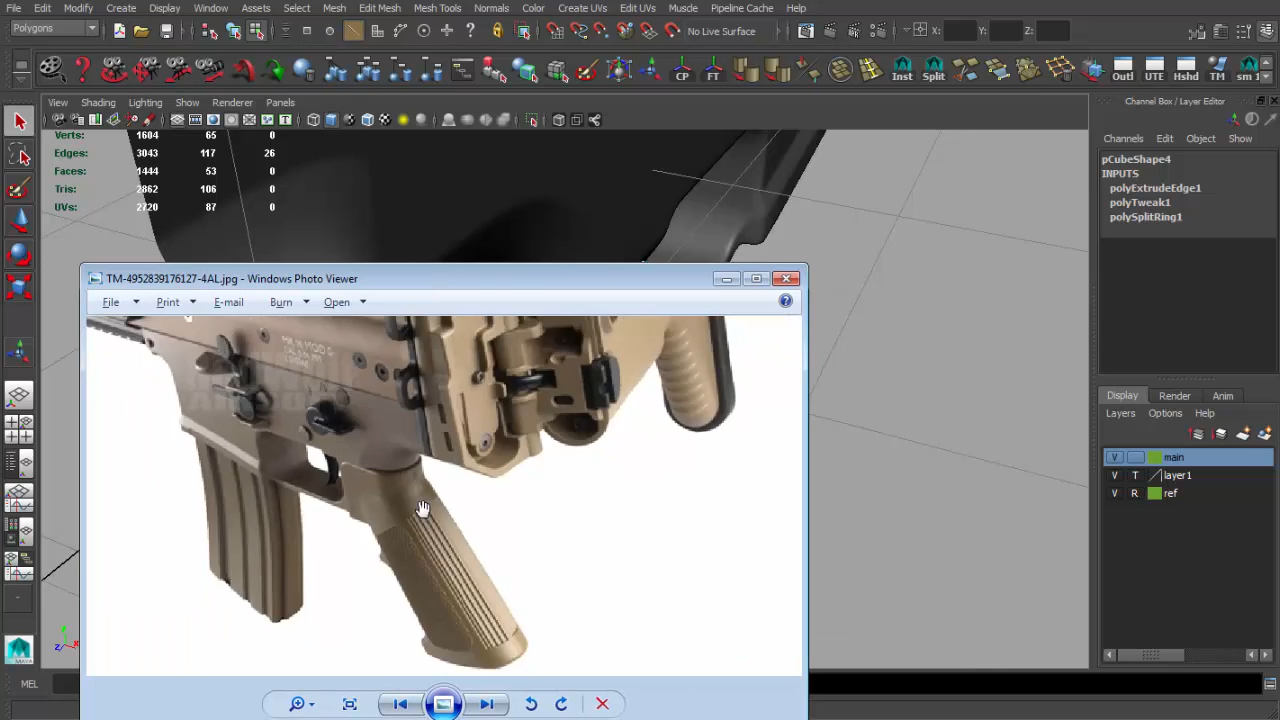 File Edit Modify Create Display Window Assets Select Mesh Edit Mesh Mesh Tools Normals Color Create UVs Edit UVs Muscle Pipeline Cache Help
Polygons No Live Surface X: Y: Z:
CP FT Inst Split Outl UTE Hshd TM sm 1
View Shading Lighting Show Renderer Panels
Channel Box / Layer Editor
Channels Edit Object Show
Verts: 1604 65 0
Edges: 3043 117 26
Faces: 1444 53 0
Tris: 2862 106 0
UVs: 2720 87 0
pCubeShape4
INPUTS
polyExtrudeEdge1
polyTweak1
polySplitRing1
TM-4952839176127-4AL.jpg - Windows Photo Viewer
File Print E-mail Burn Open
Display Render Anim
Layers Options Help
V main
V T layer1
V R ref
MEL